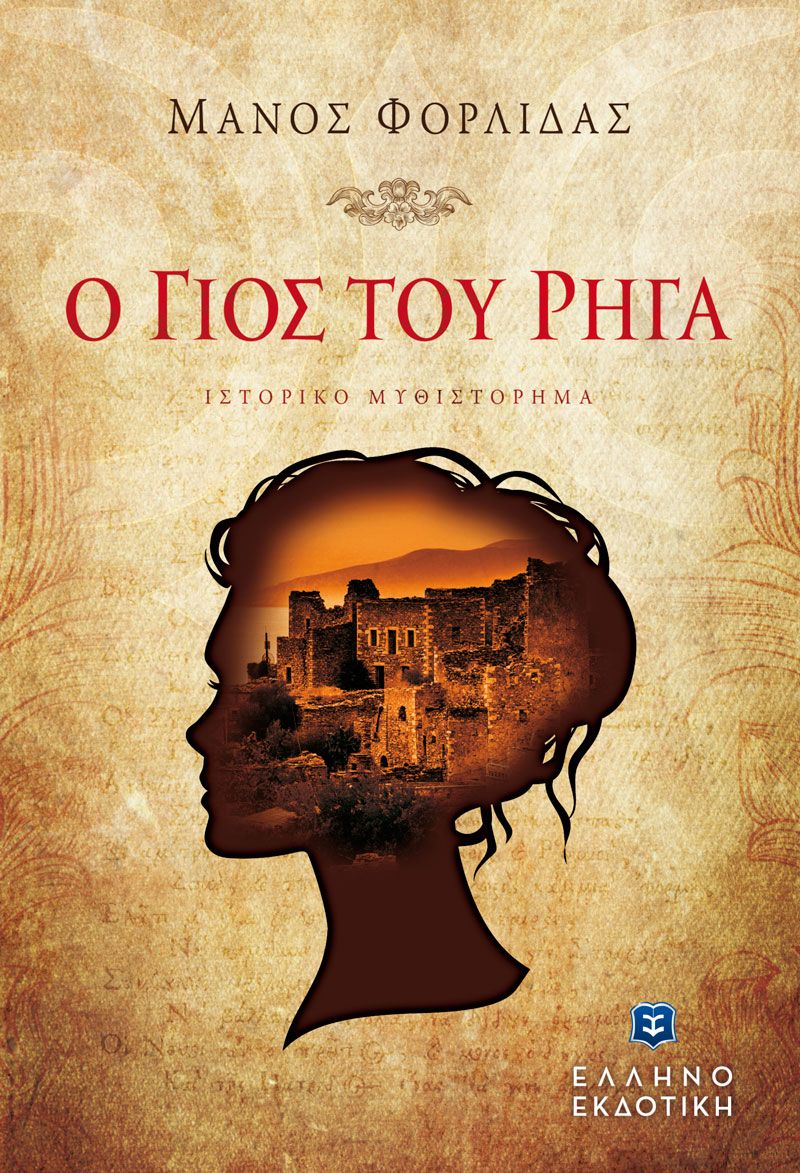 ΜΑΝΟΣ ΦΟΡΛΙΔΑΣ
Ο ΓΙΟΣ ΤΟΥ ΡΗΓΑ
ΙΣΤΟΡΙΚΟ ΜΥΘΙΣΤΟΡΗΜΑ
ΕΛΛΗΝΟ
ΕΚΔΟΤΙΚΗ